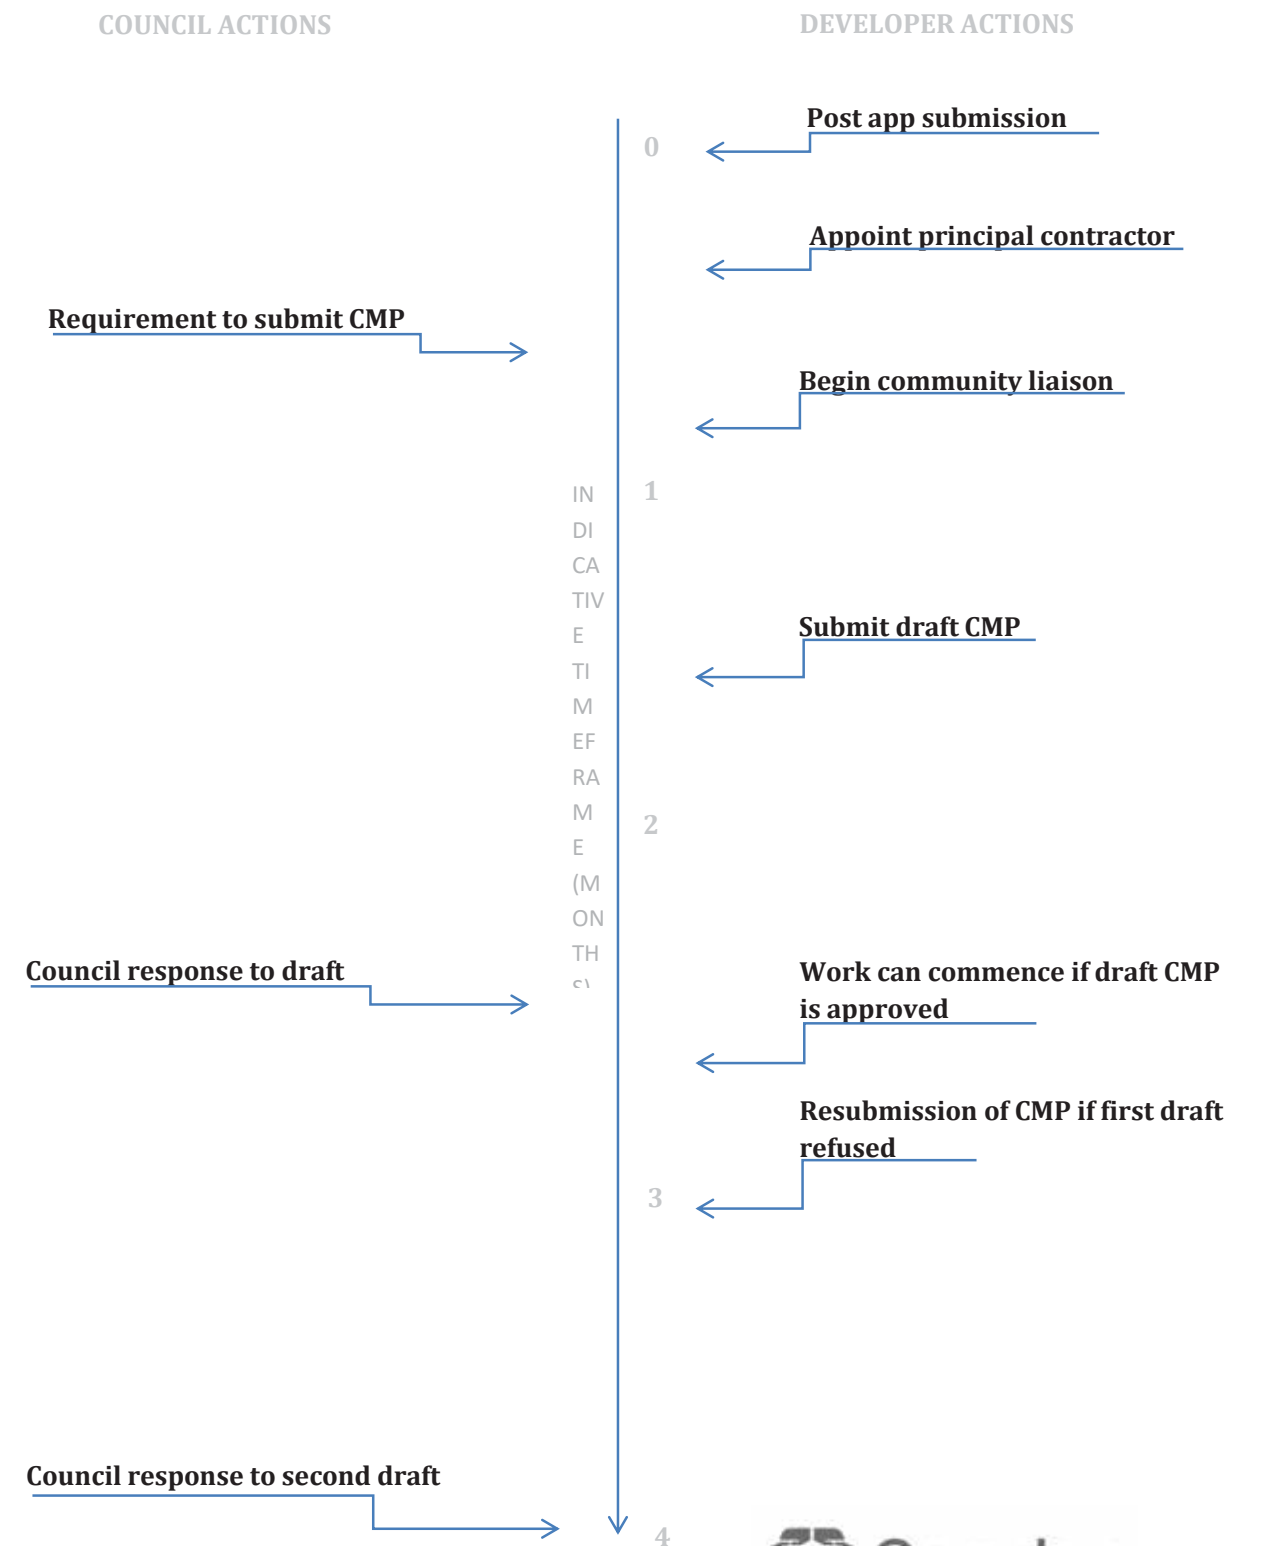 COUNCIL ACTIONS
DEVELOPER ACTIONS
Post app submission
0
Appoint principal contractor
Requirement to submit CMP
Begin community liaison
1
IN
DI
CA
TIV
E
TI
M
EF
RA
M
E
(M
ON
TH
S)
Submit draft CMP
2
Council response to draft
Work can commence if draft CMP
is approved
Resubmission of CMP if first draft
refused
3
Council response to second draft
4